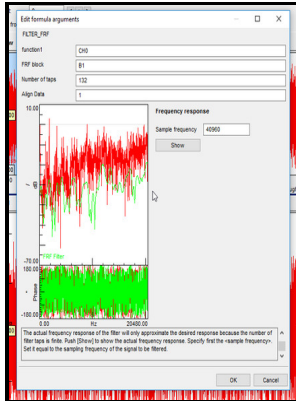 Edit formula arguments
FILTER_FRF
function1 CH0
FRF block B1
Number of taps 132
Align Data 1
Frequency response
Sample frequency 40960
Show
10.00
/ dB
-70.00
FRF Filter
180.00
Phase
-180.00
0.00 Hz 20480.00
The actual frequency response of the filter will only approximate the desired response because the number of
filter taps is finite. Push [Show] to show the actual frequency response. Specify first the «sample frequency».
Set it equal to the sampling frequency of the signal to be filtered.
OK Cancel